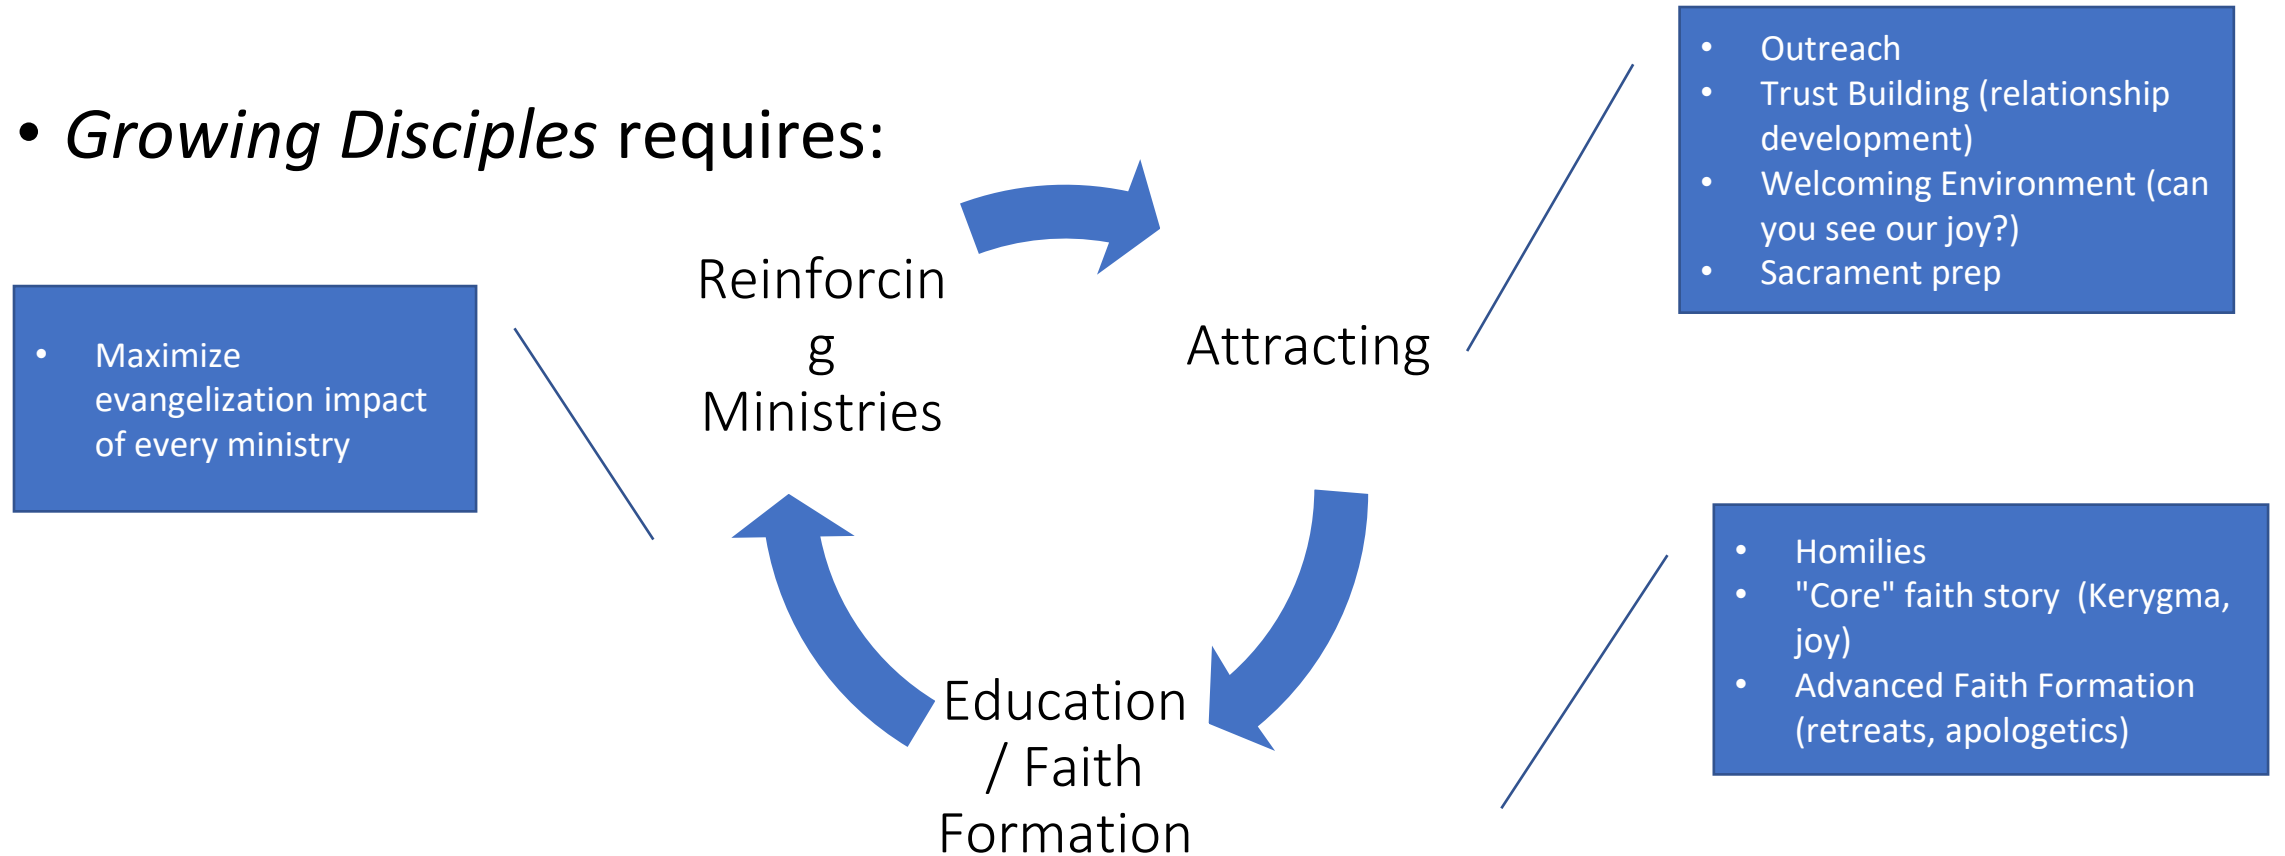 • Growing Disciples requires:
Reinforcin
g
Ministries
Attracting
Education
/ Faith
Formation
• Outreach
• Trust Building (relationship
development)
• Welcoming Environment (can
you see our joy?)
• Sacrament prep
• Maximize
evangelization impact
of every ministry
• Homilies
• "Core" faith story  (Kerygma,
joy)
• Advanced Faith Formation
(retreats, apologetics)